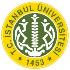 T.C. İSTANBUL ÜNİVERSİTESİ
1453